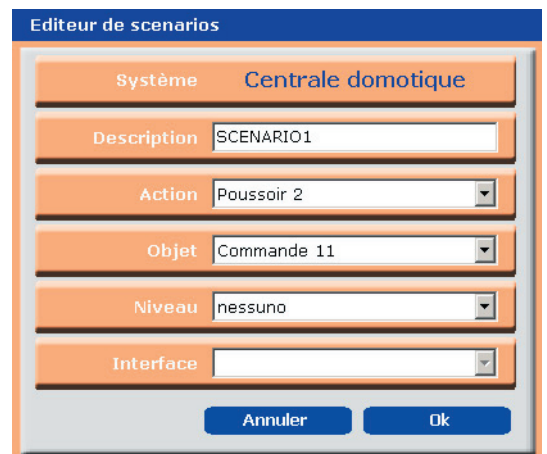 Editeur de scenarios
Système Centrale domotique
Description SCENARIO1
Action Poussoir 2
Objet Commande 11
Niveau nessuno
Interface
Annuler Ok